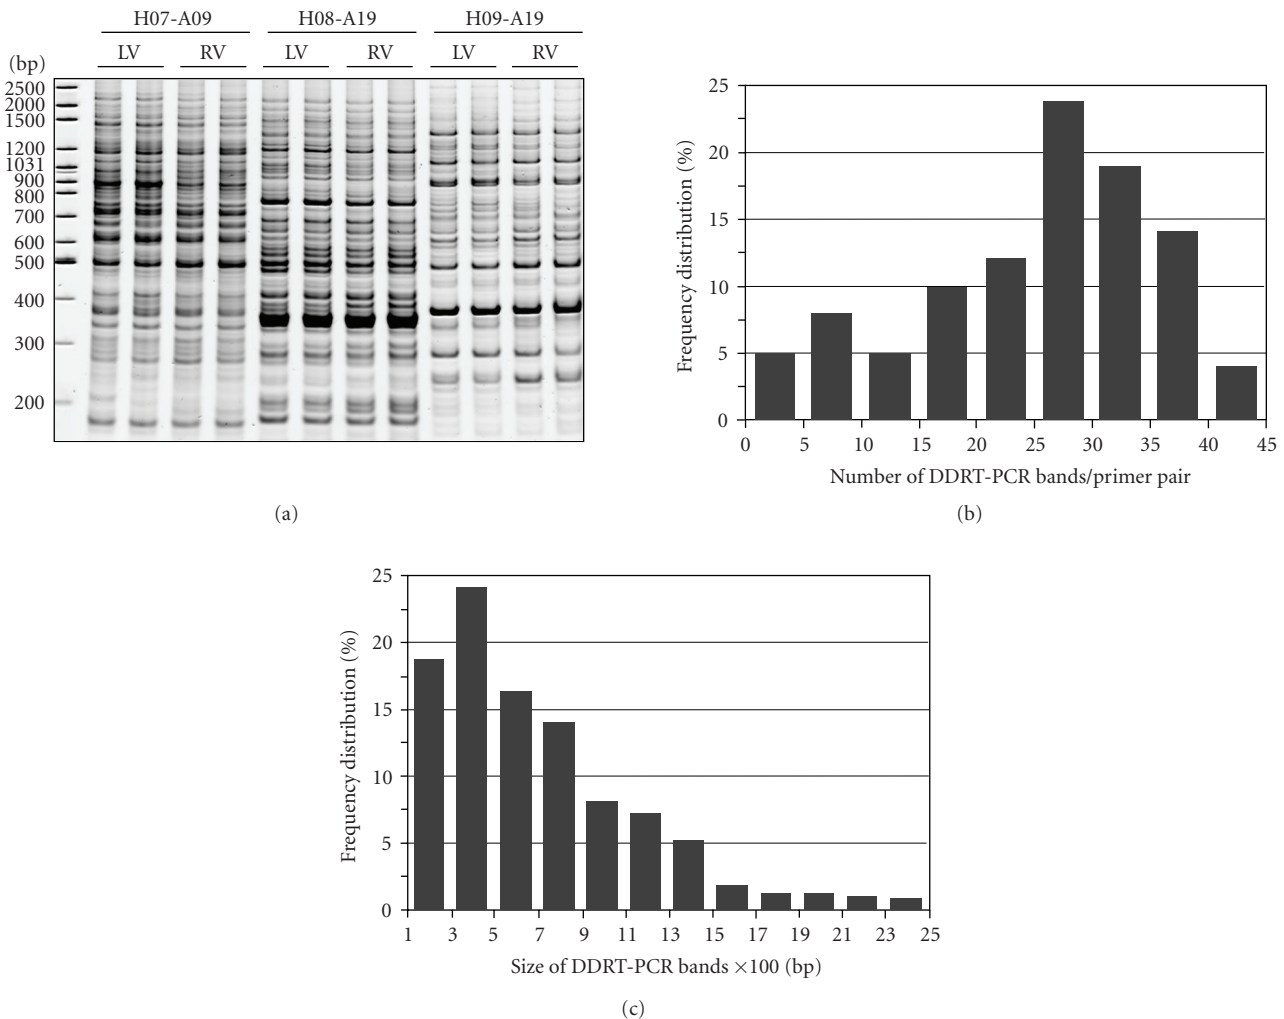 H07-A09 H08-A19 H09-A19
LV RV LV RV LV RV
(bp)
2500
2000
1500
1200
1031
900
800
700
600
500
400
300
200
(a)
25
20
15
10
5
0
Frequency distribution (%)
0 5 10 15 20 25 30 35 40 45
Number of DDRT-PCR bands/primer pair
(b)
25
20
15
10
5
0
Frequency distribution (%)
1 3 5 7 9 11 13 15 17 19 21 23 25
Size of DDRT-PCR bands ×100 (bp)
(c)